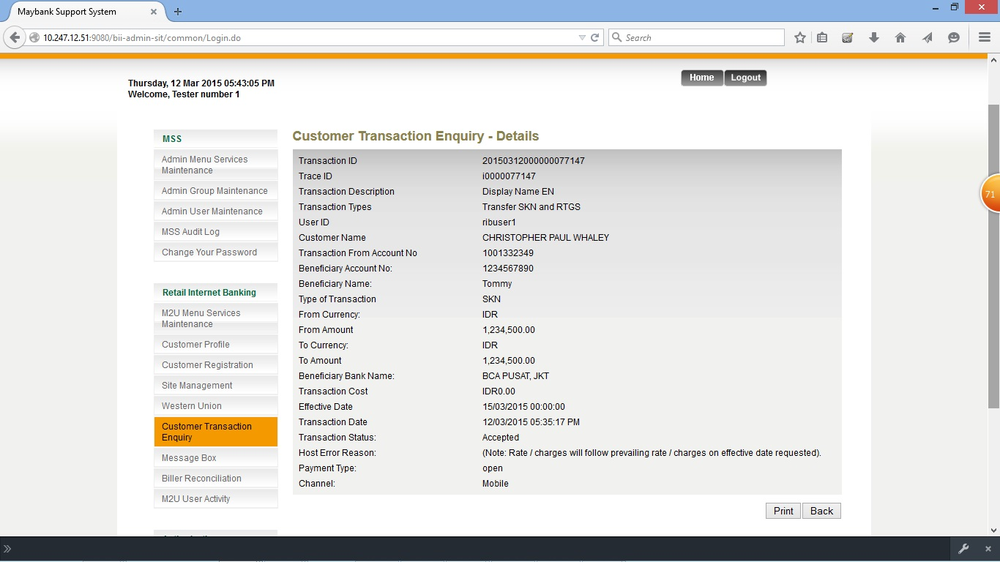 Maybank Support System
10.247.12.51:9080/bii-admin-sit/common/Login.do
Search
Thursday, 12 Mar 2015 05:43:05 PM
Welcome, Tester number 1
Home
Logout
MSS
Admin Menu Services
Maintenance
Admin Group Maintenance
Admin User Maintenance
MSS Audit Log
Change Your Password
Retail Internet Banking
M2U Menu Services
Maintenance
Customer Profile
Customer Registration
Site Management
Western Union
Customer Transaction
Enquiry
Message Box
Biller Reconciliation
M2U User Activity
Customer Transaction Enquiry - Details
Transaction ID 20150312000000077147
Trace ID i0000077147
Transaction Description Display Name EN
Transaction Types Transfer SKN and RTGS
User ID ribuser1
Customer Name CHRISTOPHER PAUL WHALEY
Transaction From Account No 1001332349
Beneficiary Account No: 1234567890
Beneficiary Name: Tommy
Type of Transaction SKN
From Currency: IDR
From Amount 1,234,500.00
To Currency: IDR
To Amount 1,234,500.00
Beneficiary Bank Name: BCA PUSAT, JKT
Transaction Cost IDR0.00
Effective Date 15/03/2015 00:00:00
Transaction Date 12/03/2015 05:35:17 PM
Transaction Status: Accepted
Host Error Reason: (Note: Rate / charges will follow prevailing rate / charges on effective date requested).
Payment Type: open
Channel: Mobile
Print
Back
71